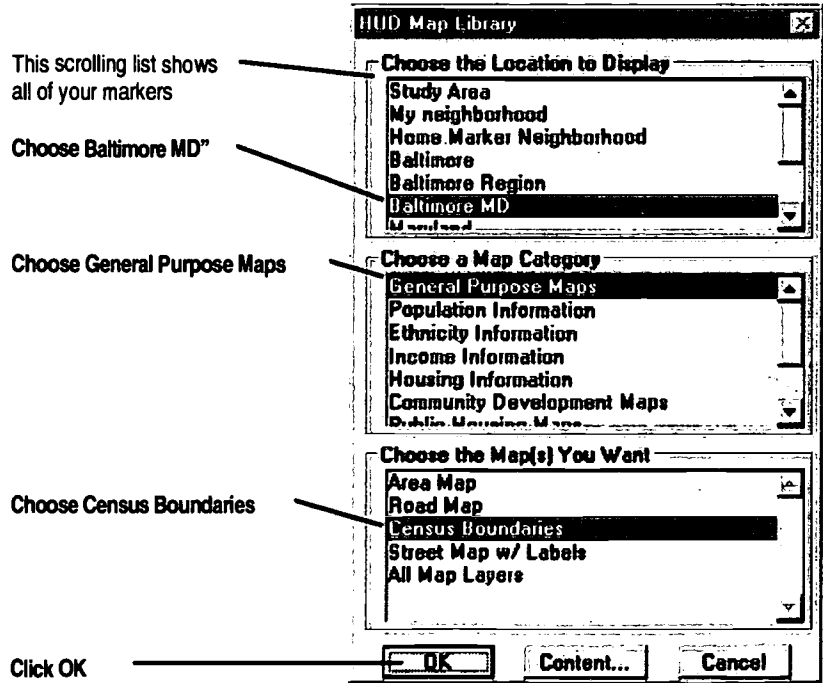 HUD Map Library
This scrolling list shows
all of your markers
Choose the Location to Display
Study Area
My neighborhood
Home Marker Neighborhood
Baltimore
Baltimore Region
Choose Baltimore MD”
Baltimore MD
Maryland
Choose General Purpose Maps
Choose a Map Category
General Purpose Maps
Population Information
Ethnicity Information
Income Information
Housing Information
Community Development Maps
Public Housing Maps
Choose the Map(s) You Want
Area Map
Road Map
Choose Census Boundaries
Census Boundaries
Street Map w/ Labels
All Map Layers
Click OK
OK
Content...
Cancel